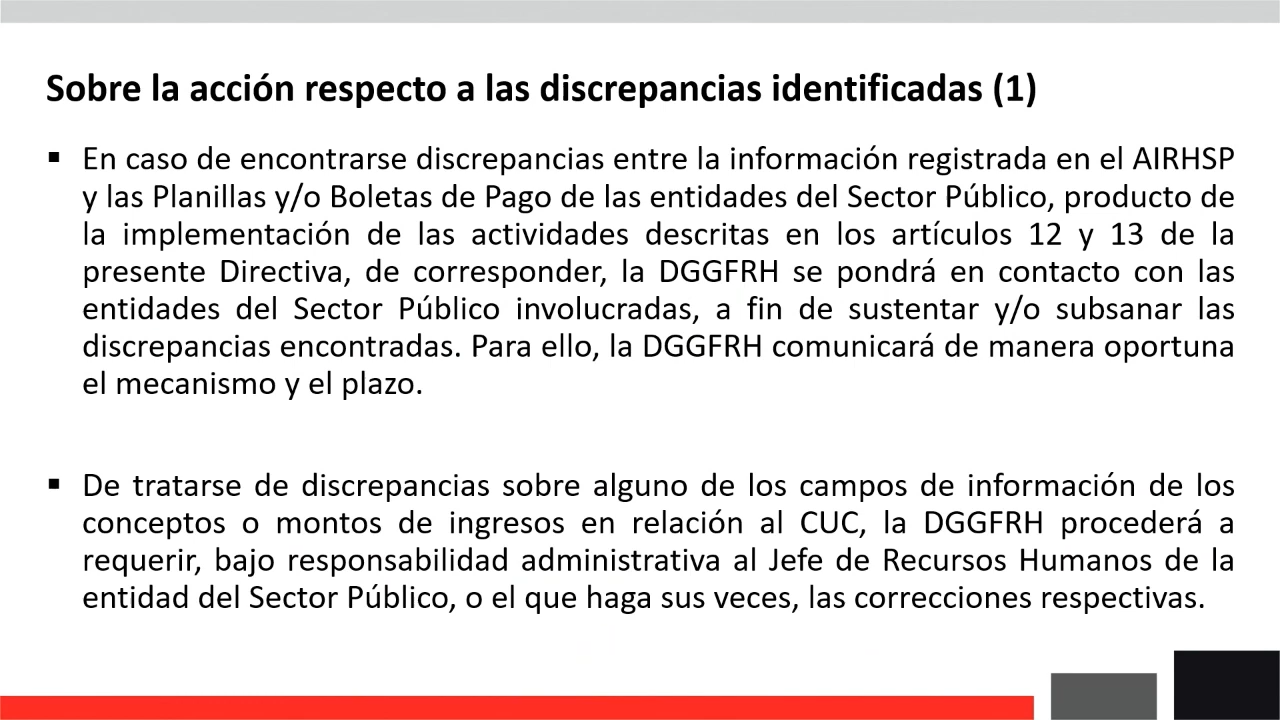 Sobre la acción respecto a las discrepancias identificadas (1)
▪ En caso de encontrarse discrepancias entre la información registrada en el AIRHSP
y las Planillas y/o Boletas de Pago de las entidades del Sector Público, producto de
la implementación de las actividades descritas en los artículos 12 y 13 de la
presente Directiva, de corresponder, la DGGFRH se pondrá en contacto con las
entidades del Sector Público involucradas, a fin de sustentar y/o subsanar las
discrepancias encontradas. Para ello, la DGGFRH comunicará de manera oportuna
el mecanismo y el plazo.
▪ De tratarse de discrepancias sobre alguno de los campos de información de los
conceptos o montos de ingresos en relación al CUC, la DGGFRH procederá a
requerir, bajo responsabilidad administrativa al Jefe de Recursos Humanos de la
entidad del Sector Público, o el que haga sus veces, las correcciones respectivas.